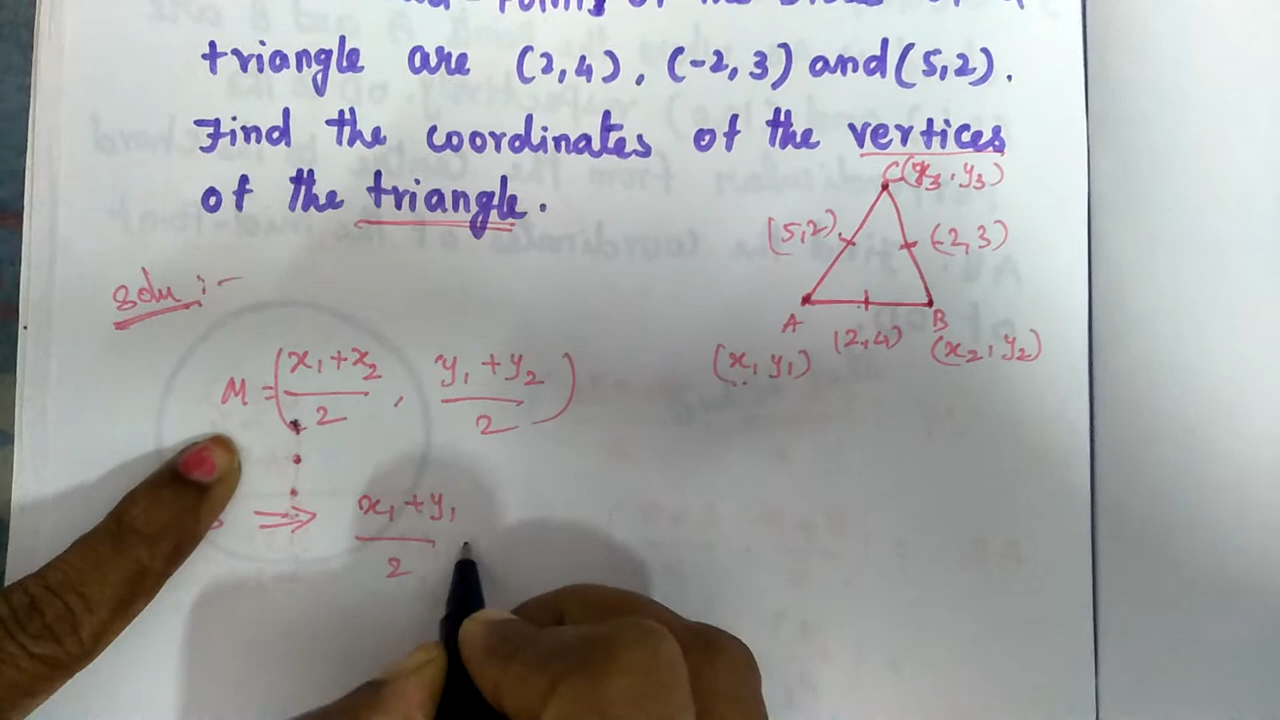 triangle are (2,4), (-2,3) and (5,2).
Find the coordinates of the vertices
of the triangle.
C(x₃, y₃)
(5,2)
(-2,3)
Soln :-
A
B
(2,4)
(x₁ y₁)
(x₂, y₂)
M = (x₁+x₂/2 , y₁+y₂/2)
⇒ x₁+y₁/2